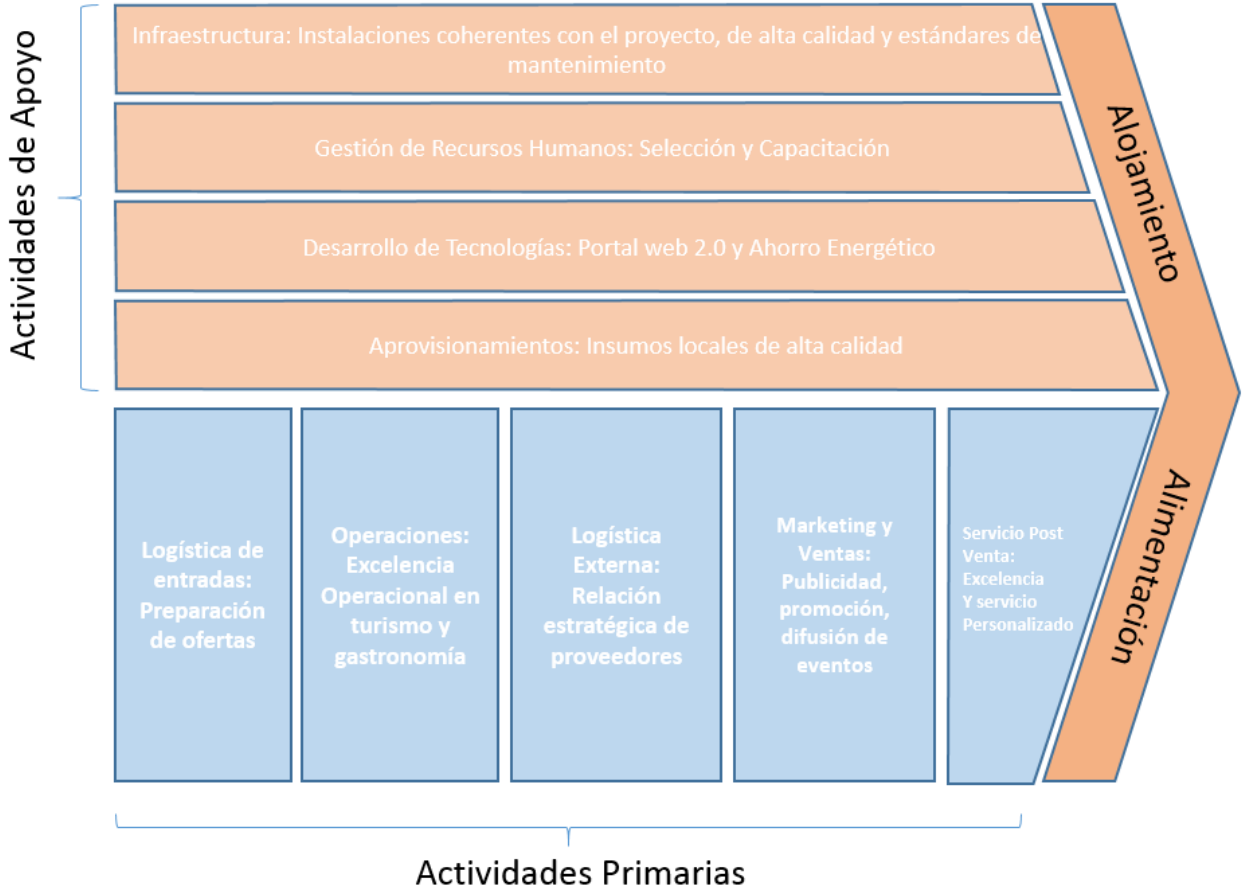 Actividades de Apoyo
Infraestructura: Instalaciones coherentes con el proyecto, de alta calidad y estándares de
mantenimiento
Gestión de Recursos Humanos: Selección y Capacitación
Desarrollo de Tecnologías: Portal web 2.0 y Ahorro Energético
Aprovisionamientos: Insumos locales de alta calidad
Alojamiento
Logística de
entradas:
Preparación
de ofertas
Operaciones:
Excelencia
Operacional en
turismo y
gastronomía
Logística
Externa:
Relación
estratégica de
proveedores
Marketing y
Ventas:
Publicidad,
promoción,
difusión de
eventos
Servicio Post
Venta:
Excelencia
Y servicio
Personalizado
Alimentación
Actividades Primarias